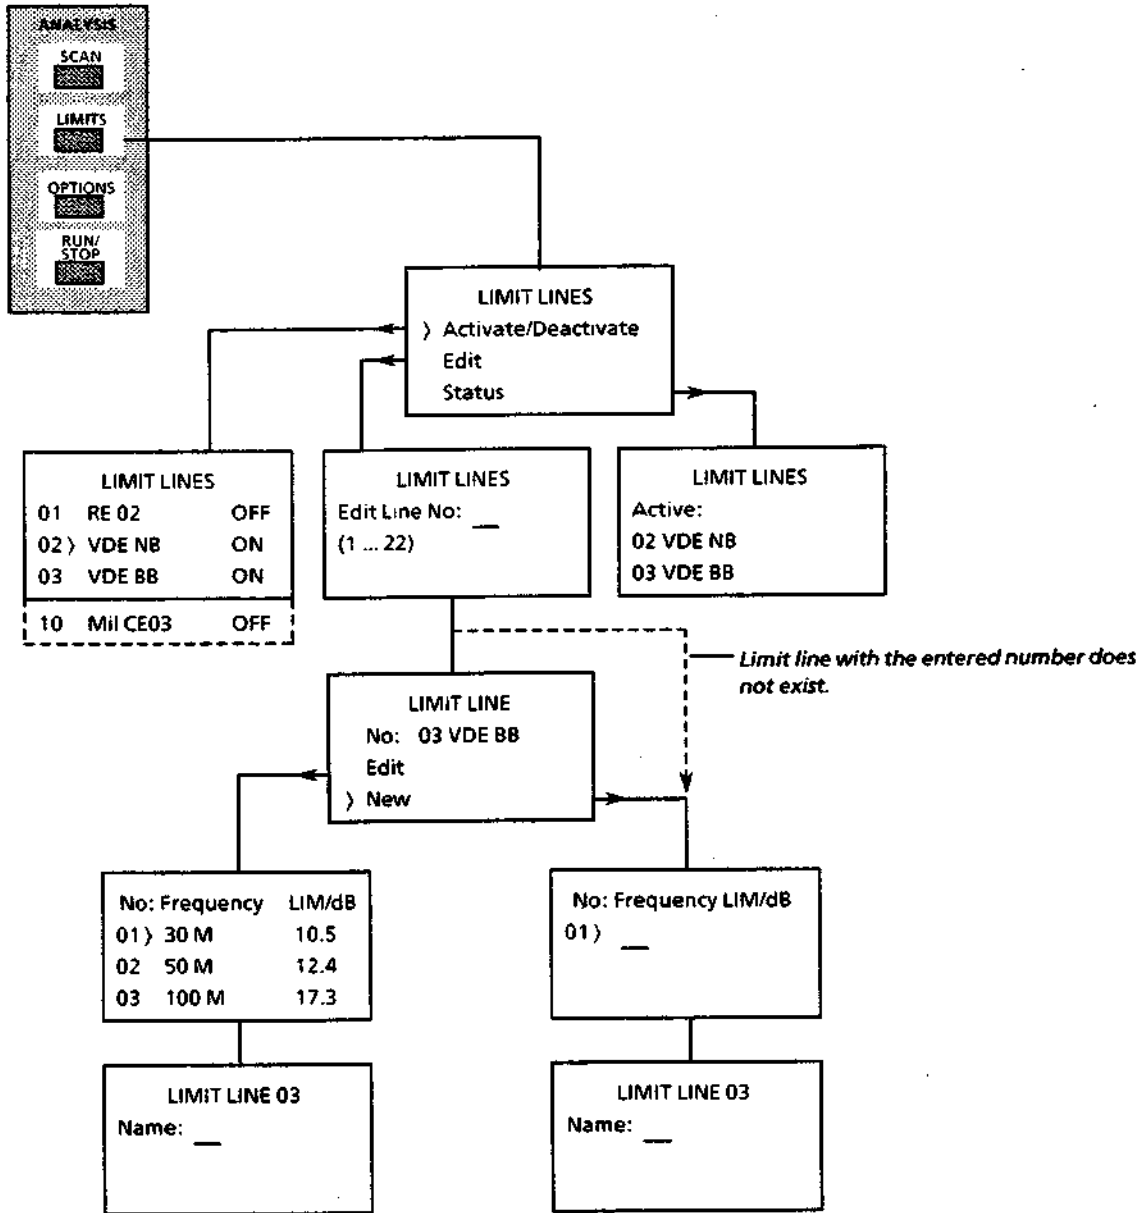 ANALYSIS
SCAN
LIMITS
OPTIONS
RUN/
STOP
LIMIT LINES
⟩ Activate/Deactivate
Edit
Status
LIMIT LINES
01 RE 02 OFF
02⟩ VDE NB ON
03 VDE BB ON
10 Mil CE03 OFF
LIMIT LINES
Edit Line No: __
(1 ... 22)
LIMIT LINES
Active:
02 VDE NB
03 VDE BB
Limit line with the entered number does
not exist.
LIMIT LINE
No: 03 VDE BB
Edit
⟩ New
No: Frequency LIM/dB
01⟩ 30 M 10.5
02 50 M 12.4
03 100 M 17.3
No: Frequency LIM/dB
01⟩ __
LIMIT LINE 03
Name: __
LIMIT LINE 03
Name: __